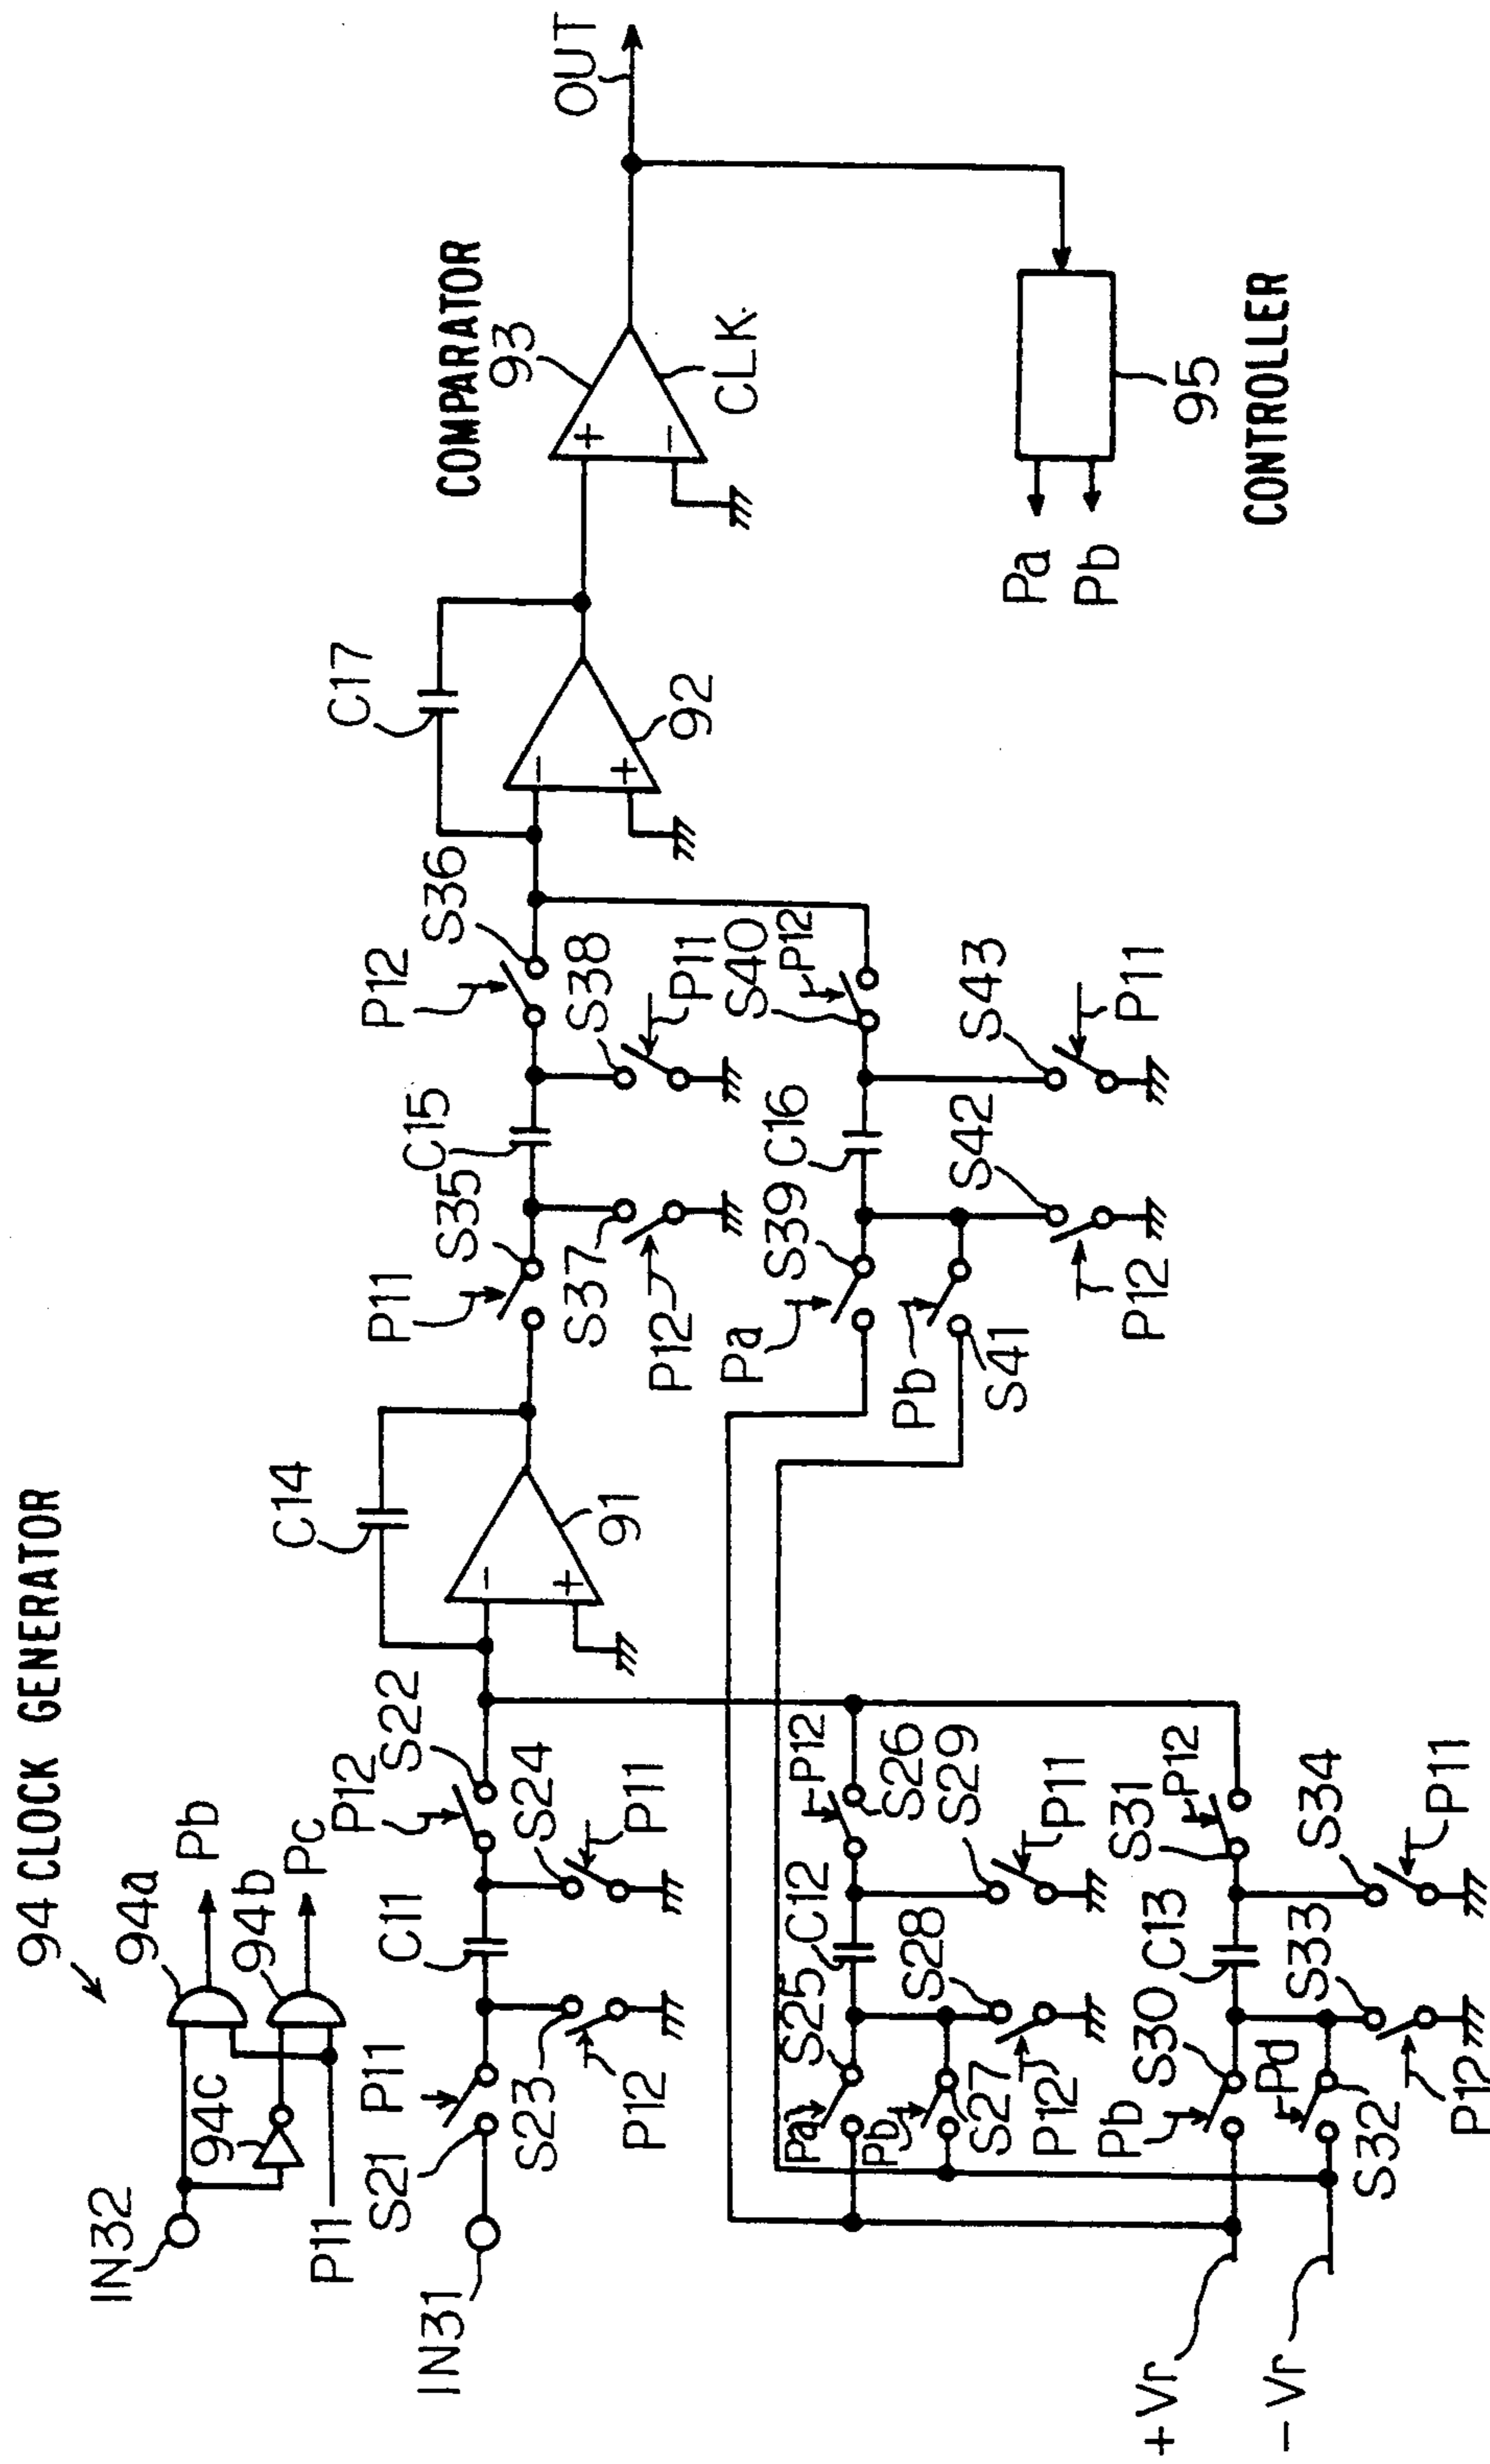 94 CLOCK GENERATOR
94a
Pb
94b
Pc
94c
IN32
P11
IN31
S21
P11
S23
P12
C11
S24
P11
P12
S22
C14
−
+
91
P11
S35
S37
P12
C15
S38
P11
P12
S36
C17
−
+
92
COMPARATOR
93
+
−
CLK.
OUT
Pa
S25
C12
P12
S26
S29
P11
Pb
S27
S28
P12
Pb
S30
C13
S31
P12
Pd
S32
S33
P12
S34
P11
+Vr
−Vr
Pa
S39
C16
S40
P12
Pb
S41
S42
P12
S43
P11
Pa
Pb
95
CONTROLLER